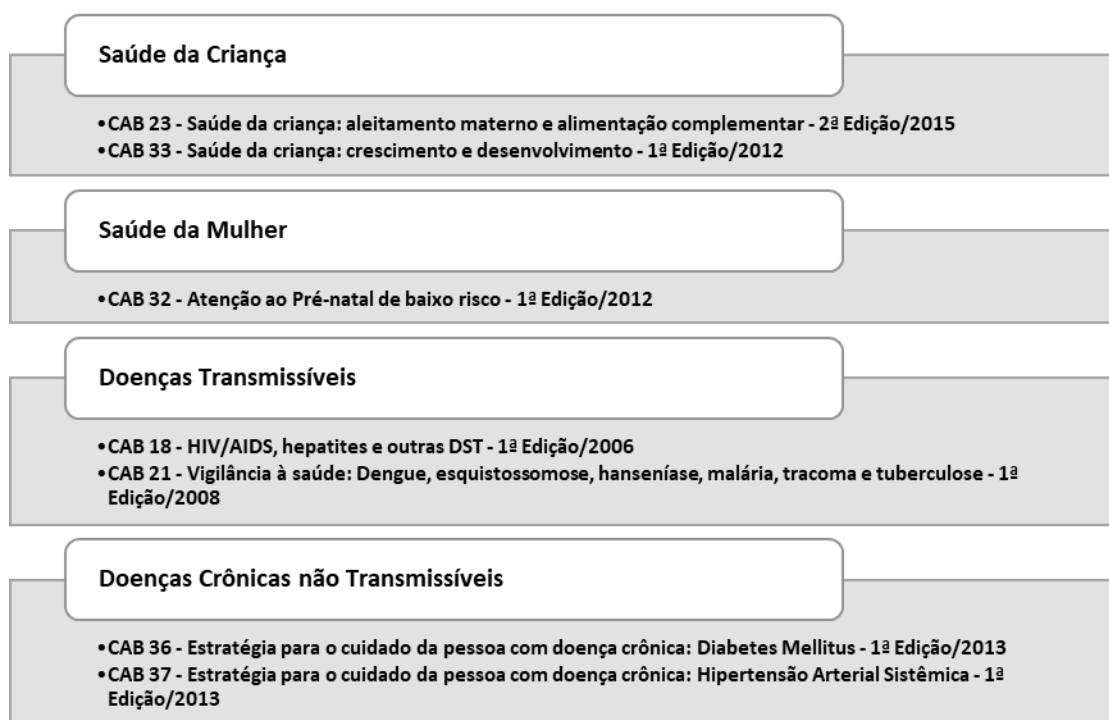 Saúde da Criança
•CAB 23 - Saúde da criança: aleitamento materno e alimentação complementar - 2ª Edição/2015
•CAB 33 - Saúde da criança: crescimento e desenvolvimento - 1ª Edição/2012
Saúde da Mulher
•CAB 32 - Atenção ao Pré-natal de baixo risco - 1ª Edição/2012
Doenças Transmissíveis
•CAB 18 - HIV/AIDS, hepatites e outras DST - 1ª Edição/2006
•CAB 21 - Vigilância à saúde: Dengue, esquistossomose, hanseníase, malária, tracoma e tuberculose - 1ª
Edição/2008
Doenças Crônicas não Transmissíveis
•CAB 36 - Estratégia para o cuidado da pessoa com doença crônica: Diabetes Mellitus - 1ª Edição/2013
•CAB 37 - Estratégia para o cuidado da pessoa com doença crônica: Hipertensão Arterial Sistêmica - 1ª
Edição/2013